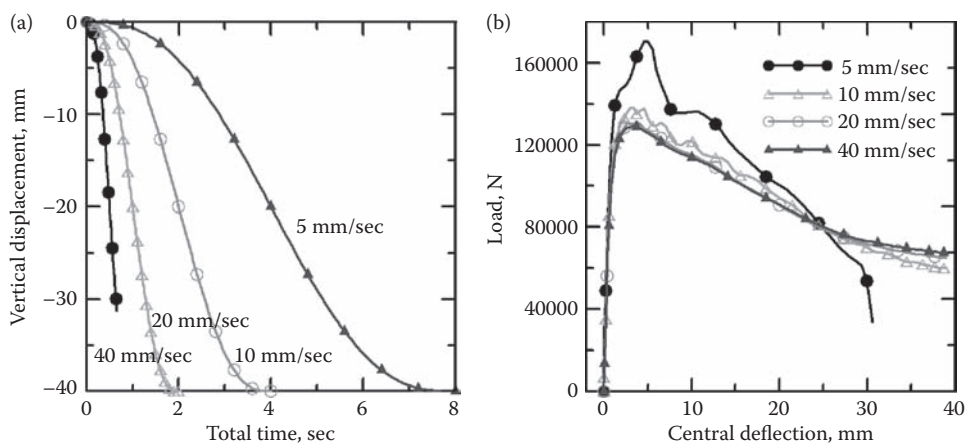 (a)
0
−10
−20
−30
−40
Vertical displacement, mm
5 mm/sec
20 mm/sec
40 mm/sec
10 mm/sec
0
2
4
6
8
Total time, sec
(b)
160000
120000
80000
40000
0
Load, N
5 mm/sec
10 mm/sec
20 mm/sec
40 mm/sec
0
10
20
30
40
Central deflection, mm